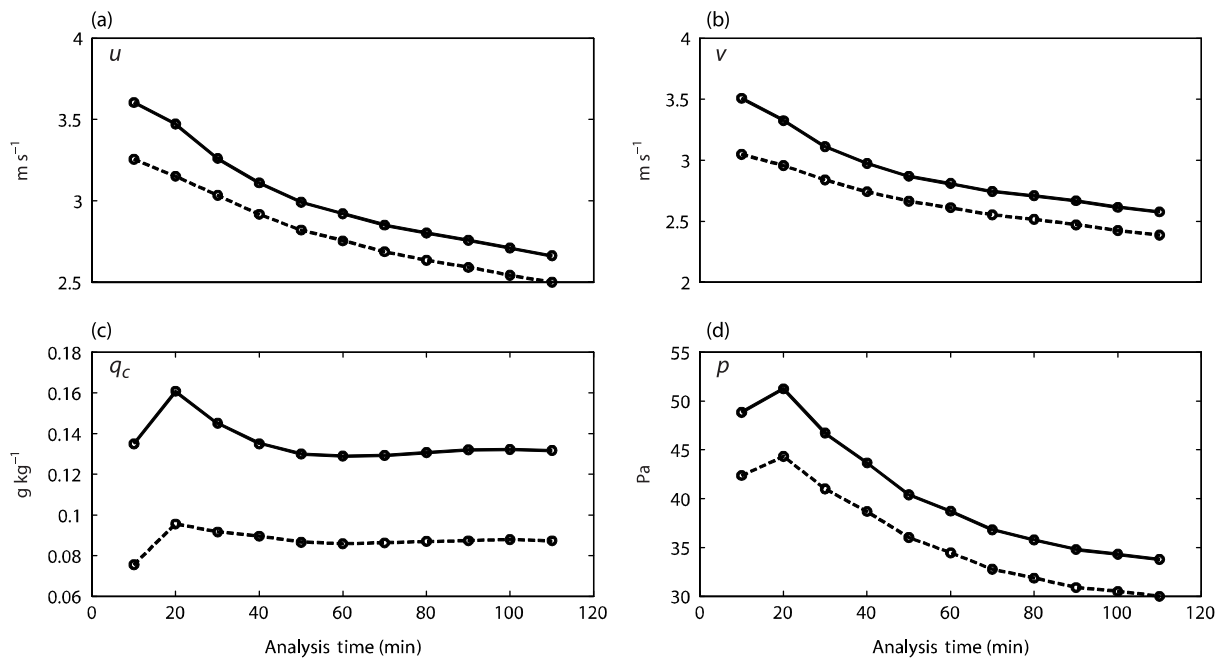 (a)
u
4
3.5
3
2.5
m s⁻¹
(b)
v
4
3.5
3
2.5
2
m s⁻¹
(c)
q_c
0.18
0.16
0.14
0.12
0.1
0.08
0.06
g kg⁻¹
0 20 40 60 80 100 120
Analysis time (min)
(d)
p
55
50
45
40
35
30
Pa
0 20 40 60 80 100 120
Analysis time (min)